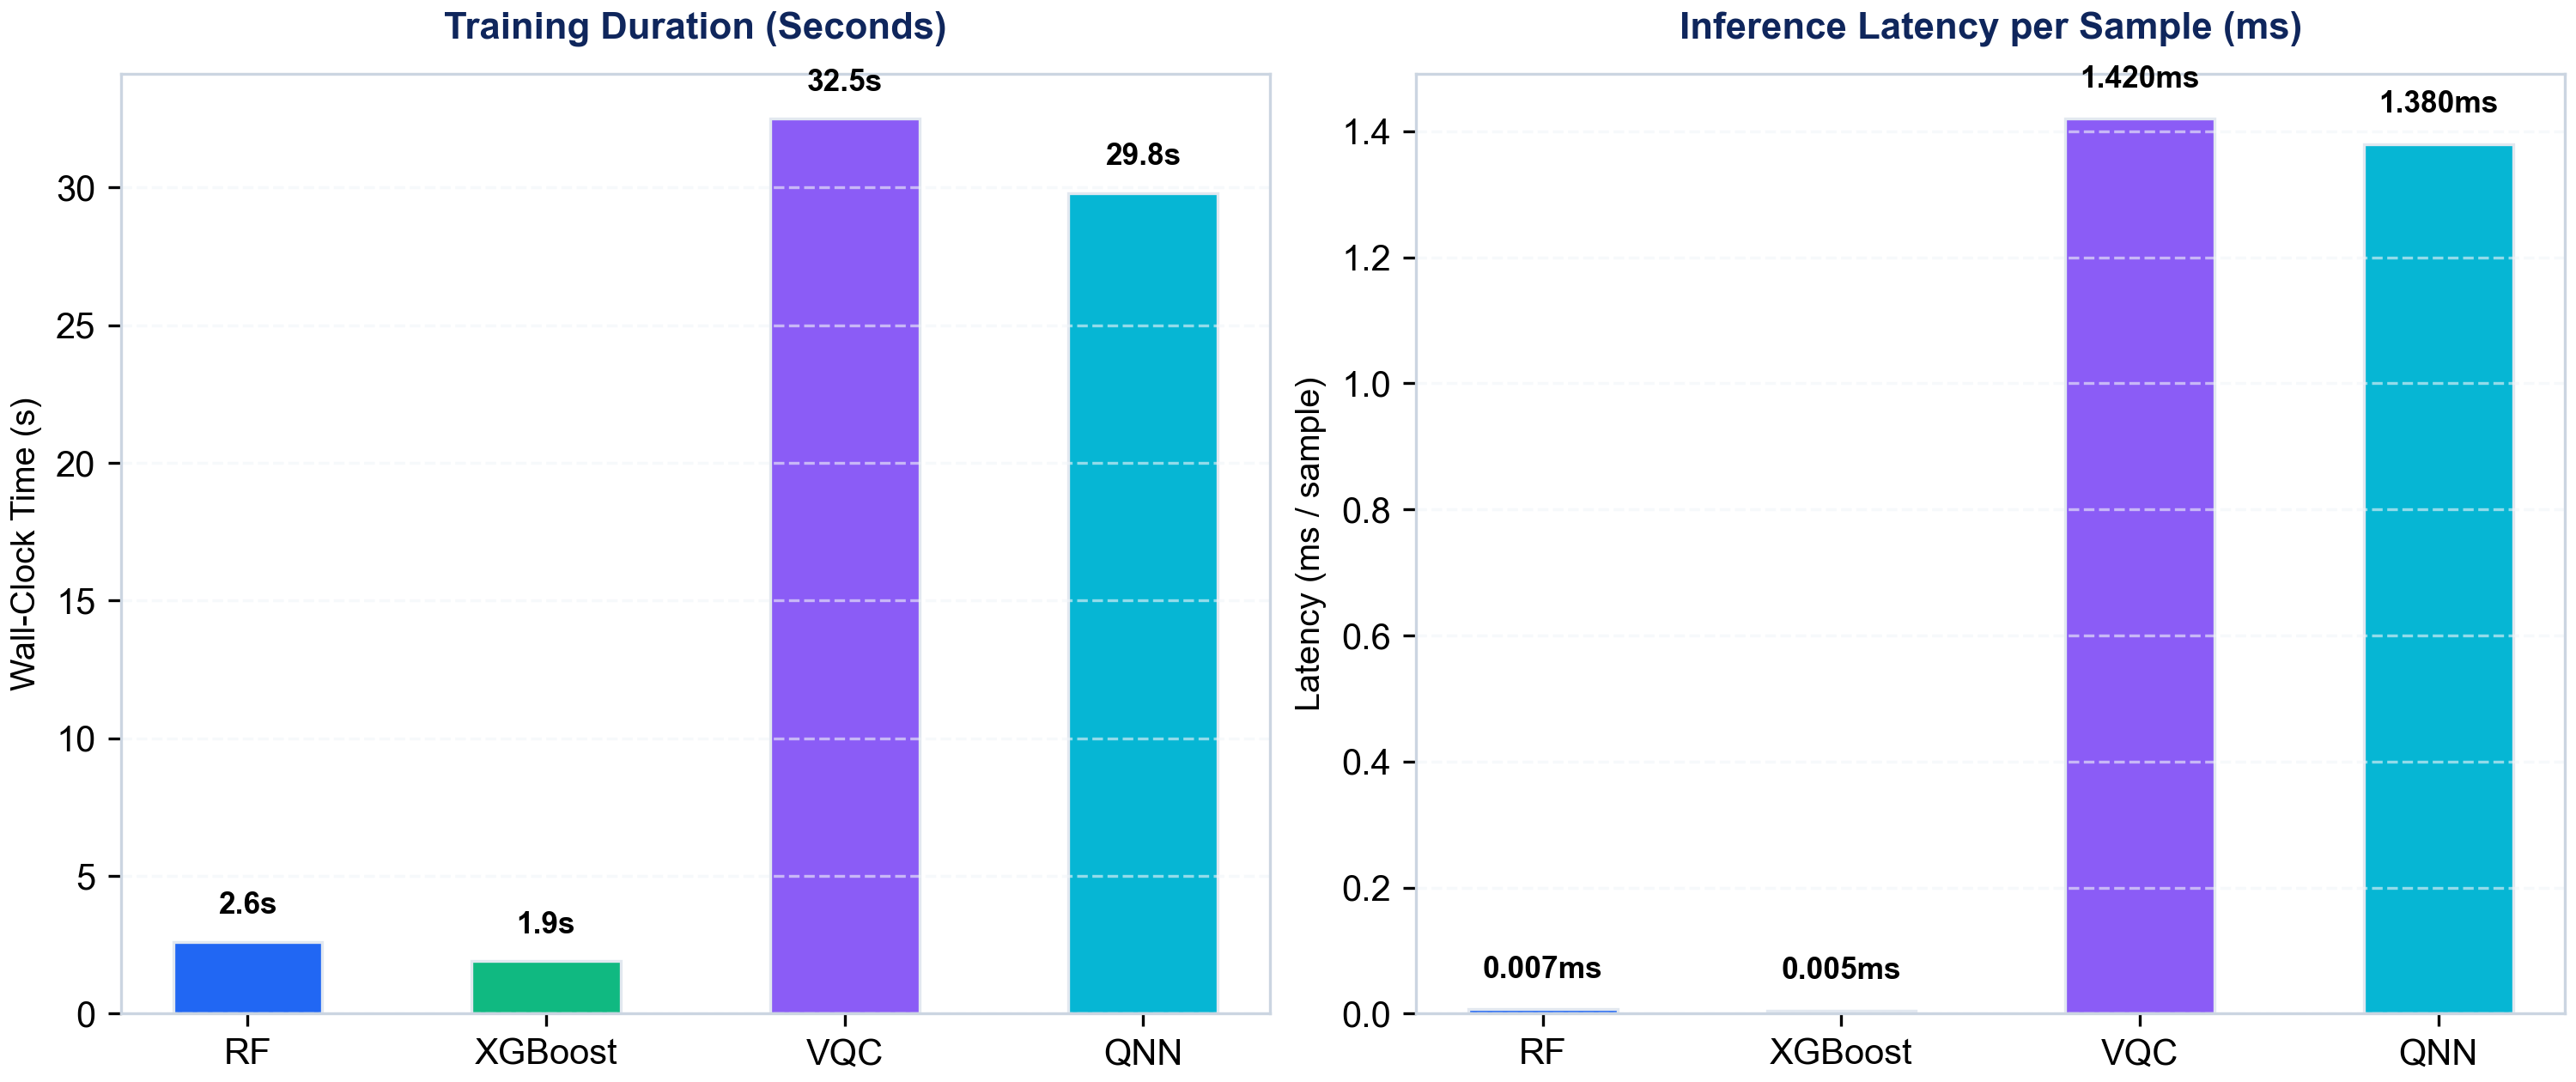 Training Duration (Seconds)
32.5s
29.8s
2.6s
1.9s
Wall-Clock Time (s)
30
25
20
15
10
5
0
RF
XGBoost
VQC
QNN
Inference Latency per Sample (ms)
1.420ms
1.380ms
0.007ms
0.005ms
Latency (ms / sample)
1.4
1.2
1.0
0.8
0.6
0.4
0.2
0.0
RF
XGBoost
VQC
QNN